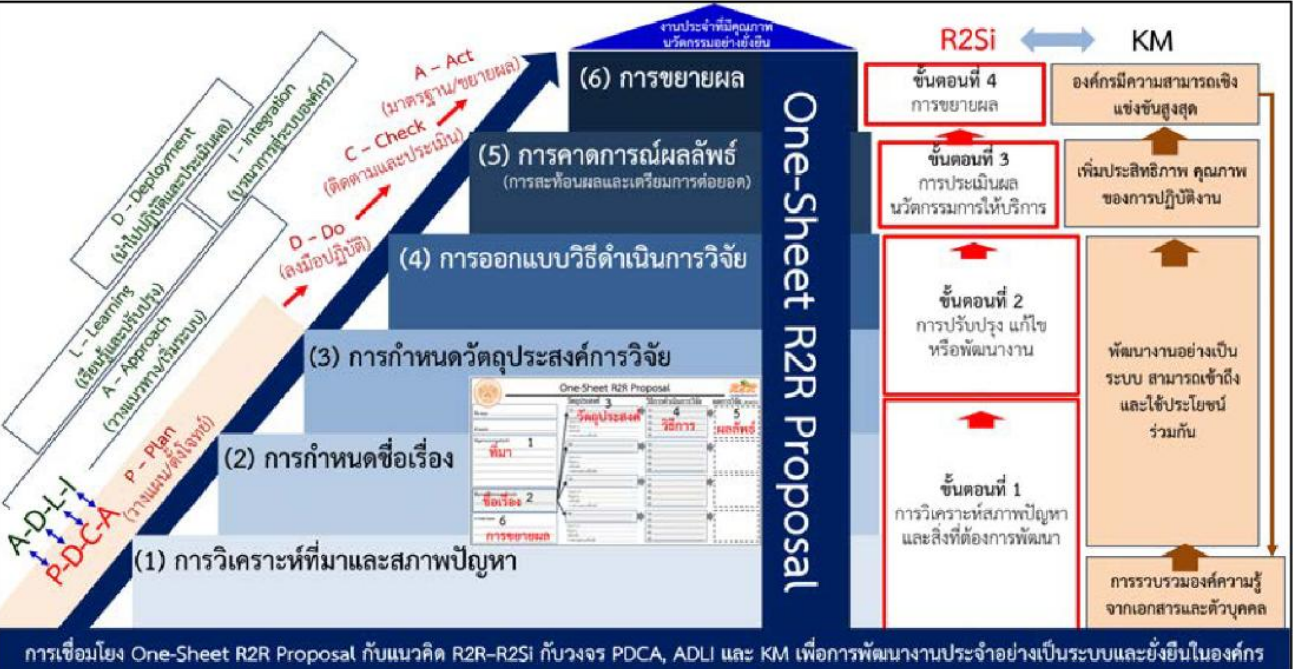 งานประจำที่มีคุณภาพ
นวัตกรรมอย่างยั่งยืน
R2Si
KM
(6) การขยายผล
(5) การคาดการณ์ผลลัพธ์
(การสะท้อนผลและเตรียมการต่อยอด)
(4) การออกแบบวิธีดำเนินการวิจัย
(3) การกำหนดวัตถุประสงค์การวิจัย
(2) การกำหนดชื่อเรื่อง
(1) การวิเคราะห์ที่มาและสภาพปัญหา
One-Sheet R2R Proposal
A – Act
(มาตรฐาน/ขยายผล)
C – Check
(ติดตามและประเมิน)
D – Do
(ลงมือปฏิบัติ)
P – Plan
(วางแผน/ตั้งโจทย์)
D – Deployment
(นำไปปฏิบัติและประเมินผล)
I – Integration
(บูรณาการสู่ระบบองค์กร)
L – Learning
(เรียนรู้และปรับปรุง)
A – Approach
(วางแนวทาง/เริ่มระบบ)
A-D-L-I
P-D-C-A
One-Sheet R2R Proposal
วัตถุประสงค์ 3
วัตถุประสงค์
วิธีการดำเนินการวิจัย
4
วิธีการ
5
ผลลัพธ์
1
ที่มา
ชื่อเรื่อง 2
6
การขยายผล
ขั้นตอนที่ 4
การขยายผล
ขั้นตอนที่ 3
การประเมินผล
นวัตกรรมการให้บริการ
ขั้นตอนที่ 2
การปรับปรุง แก้ไข
หรือพัฒนางาน
ขั้นตอนที่ 1
การวิเคราะห์สภาพปัญหา
และสิ่งที่ต้องการพัฒนา
องค์กรมีความสามารถเชิง
แข่งขันสูงสุด
เพิ่มประสิทธิภาพ คุณภาพ
ของการปฏิบัติงาน
พัฒนางานอย่างเป็น
ระบบ สามารถเข้าถึง
และใช้ประโยชน์
ร่วมกัน
การรวบรวมองค์ความรู้
จากเอกสารและตัวบุคคล
การเชื่อมโยง One-Sheet R2R Proposal กับแนวคิด R2R–R2Si กับวงจร PDCA, ADLI และ KM เพื่อการพัฒนางานประจำอย่างเป็นระบบและยั่งยืนในองค์กร